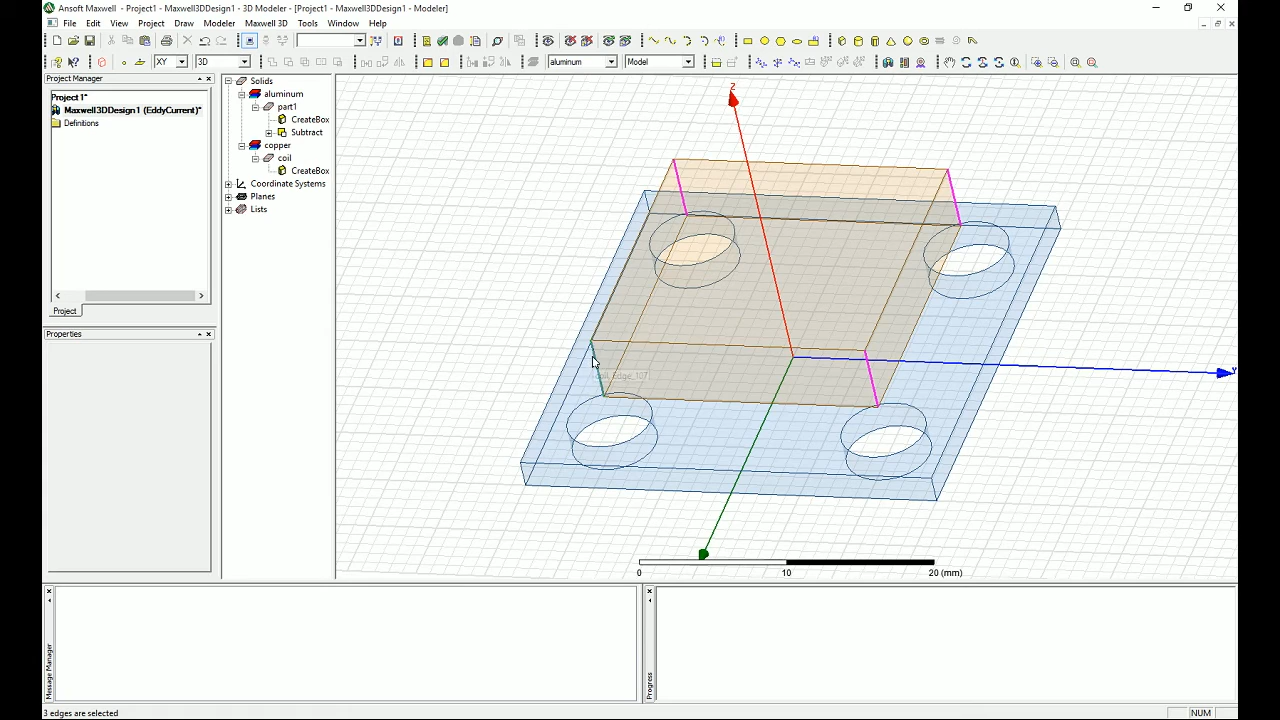 Ansoft Maxwell - Project1 - Maxwell3DDesign1 - 3D Modeler - [Project1 - Maxwell3DDesign1 - Modeler]
File Edit View Project Draw Modeler Maxwell 3D Tools Window Help
XY 3D aluminum Model
Project Manager
Project1*
Maxwell3DDesign1 (EddyCurrent)*
Definitions
Project
Properties
Solids
aluminum
part1
CreateBox
Subtract
copper
coil
CreateBox
Coordinate Systems
Planes
Lists
Z
Y
coil_Edge_107
0 10 20 (mm)
Message Manager
Progress
3 edges are selected
NUM